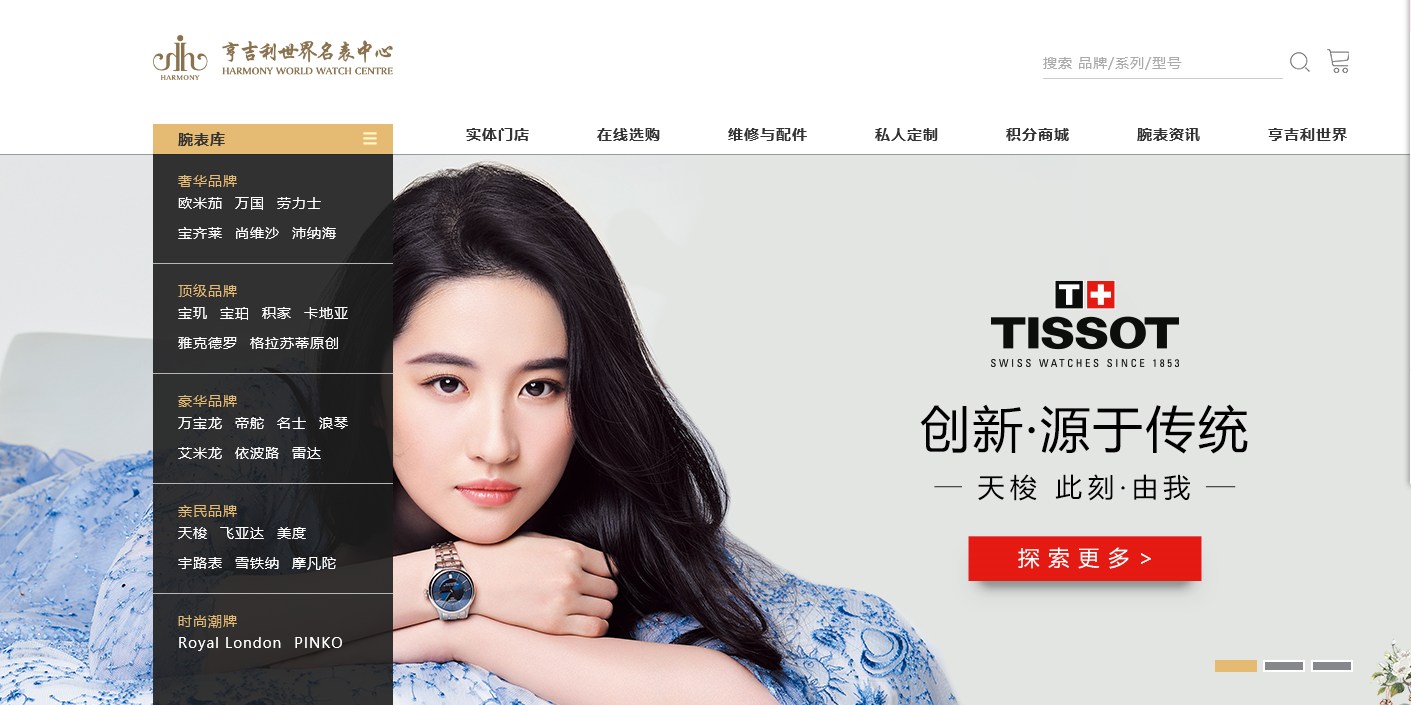 亨吉利世界名表中心
HARMONY
HARMONY WORLD WATCH CENTRE
搜索 品牌/系列/型号
腕表库
实体门店 在线选购 维修与配件 私人定制 积分商城 腕表资讯 亨吉利世界
奢华品牌
欧米茄 万国 劳力士
宝齐莱 尚维沙 沛纳海
顶级品牌
宝玑 宝珀 积家 卡地亚
雅克德罗 格拉苏蒂原创
豪华品牌
万宝龙 帝舵 名士 浪琴
艾米龙 依波路 雷达
亲民品牌
天梭 飞亚达 美度
宇路表 雪铁纳 摩凡陀
时尚潮牌
Royal London PINKO
T+
TISSOT
SWISS WATCHES SINCE 1853
创新·源于传统
天梭 此刻·由我
探索更多 >